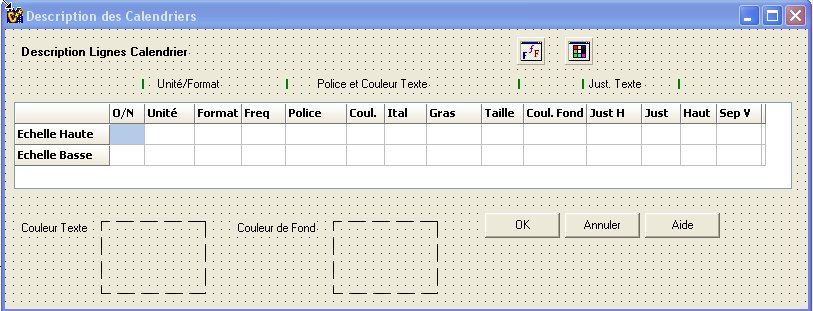 Description des Calendriers
Description Lignes Calendrier
Unité/Format Police et Couleur Texte Just. Texte
O/N Unité Format Freq Police Coul. Ital Gras Taille Coul. Fond Just H Just Haut Sep V
Echelle Haute
Echelle Basse
Couleur Texte Couleur de Fond OK Annuler Aide